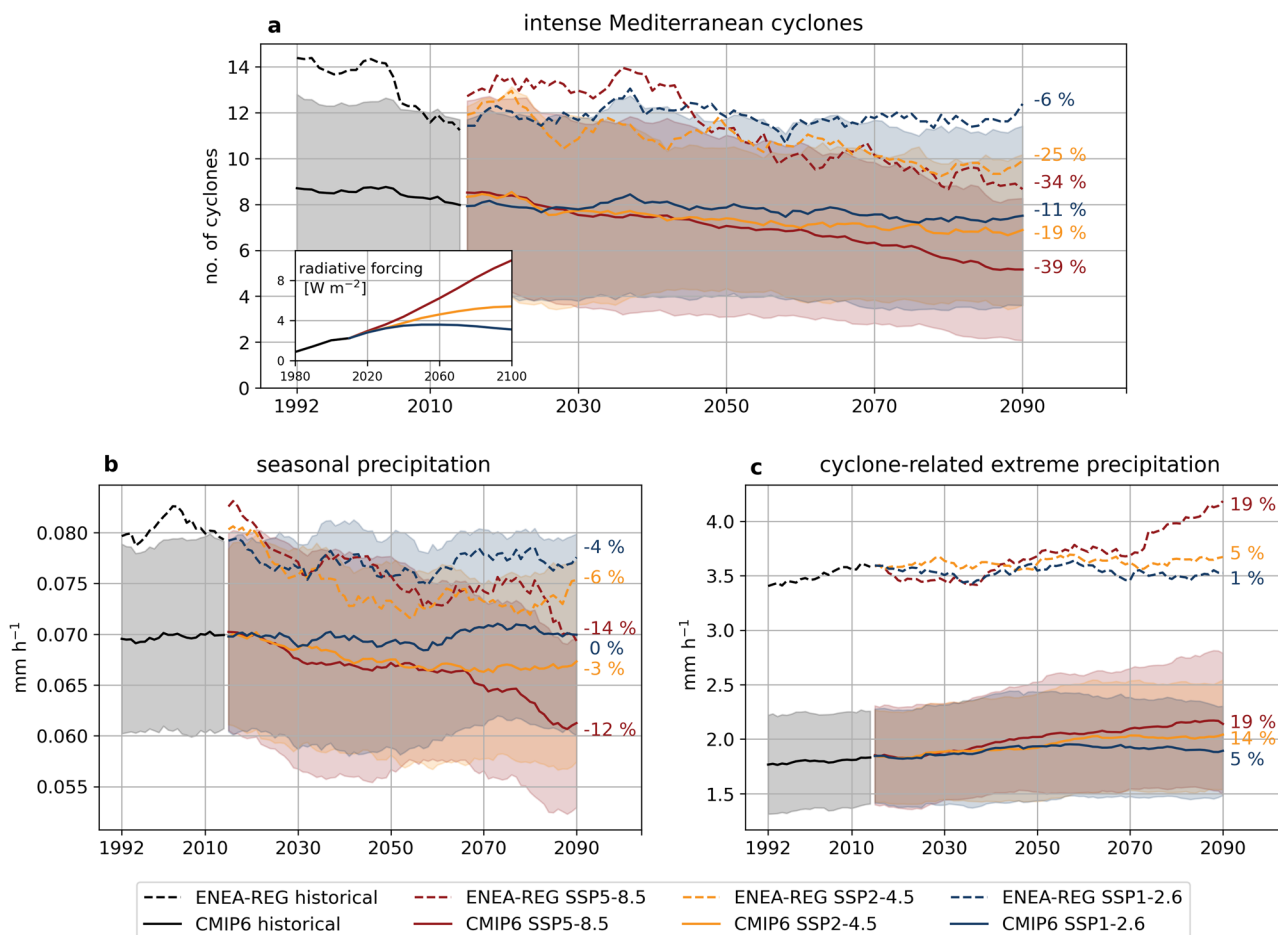 a intense Mediterranean cyclones
no. of cyclones
14
12
10
8
6
4
2
0
-6 %
-25 %
-34 %
-11 %
-19 %
-39 %
radiative forcing
[W m⁻²]
8
4
0
1980 2020 2060 2100
1992 2010 2030 2050 2070 2090
b seasonal precipitation
mm h⁻¹
0.080
0.075
0.070
0.065
0.060
0.055
-4 %
-6 %
-14 %
0 %
-3 %
-12 %
1992 2010 2030 2050 2070 2090
c cyclone-related extreme precipitation
mm h⁻¹
4.0
3.5
3.0
2.5
2.0
1.5
19 %
5 %
1 %
19 %
14 %
5 %
1992 2010 2030 2050 2070 2090
ENEA-REG historical ENEA-REG SSP5-8.5 ENEA-REG SSP2-4.5 ENEA-REG SSP1-2.6
CMIP6 historical CMIP6 SSP5-8.5 CMIP6 SSP2-4.5 CMIP6 SSP1-2.6